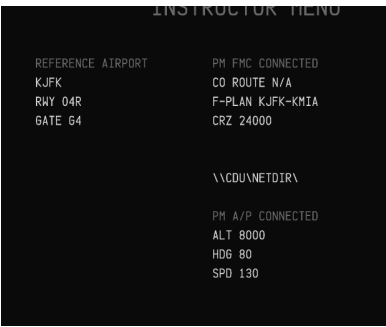 INSTRUCTOR MENU
REFERENCE AIRPORT
KJFK
RWY 04R
GATE G4
PM FMC CONNECTED
CO ROUTE N/A
F-PLAN KJFK-KMIA
CRZ 24000
\\CDU\NETDIR\
PM A/P CONNECTED
ALT 8000
HDG 80
SPD 130